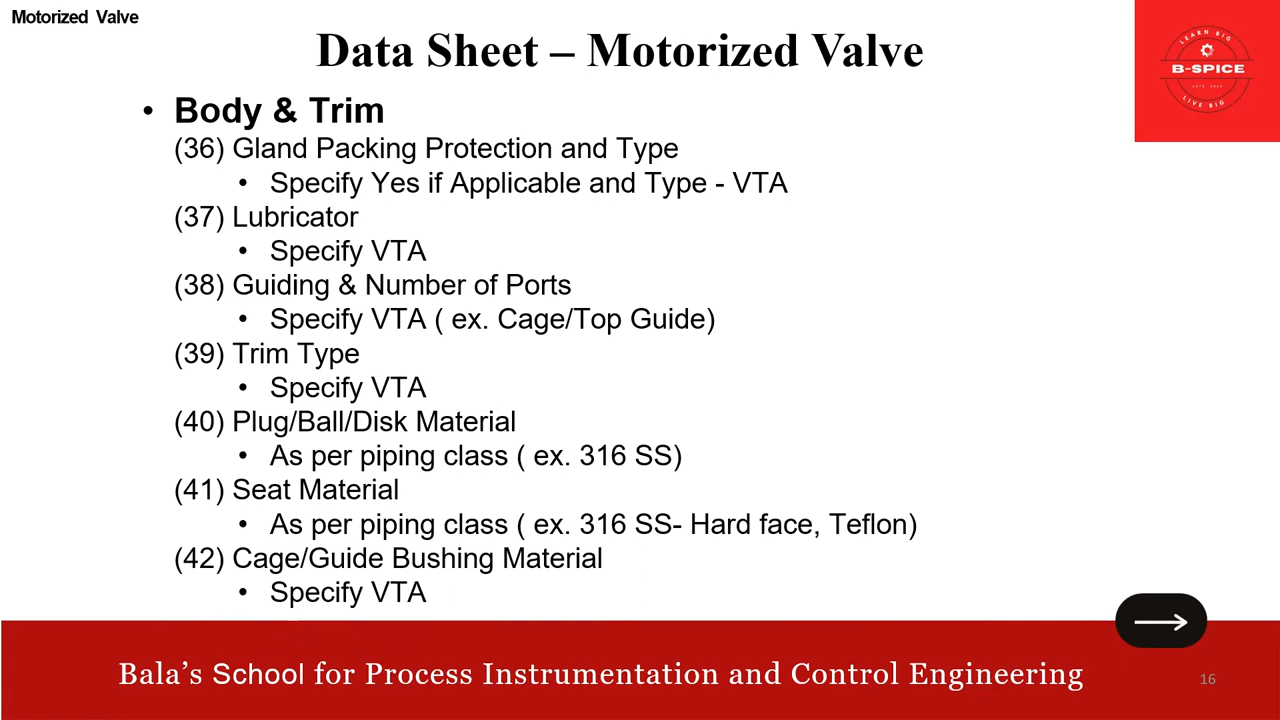 Motorized Valve
Data Sheet – Motorized Valve
LEARN BIG
B-SPICE
LIVE BIG
• Body & Trim
(36) Gland Packing Protection and Type
• Specify Yes if Applicable and Type - VTA
(37) Lubricator
• Specify VTA
(38) Guiding & Number of Ports
• Specify VTA ( ex. Cage/Top Guide)
(39) Trim Type
• Specify VTA
(40) Plug/Ball/Disk Material
• As per piping class ( ex. 316 SS)
(41) Seat Material
• As per piping class ( ex. 316 SS- Hard face, Teflon)
(42) Cage/Guide Bushing Material
• Specify VTA
Bala’s School for Process Instrumentation and Control Engineering
16